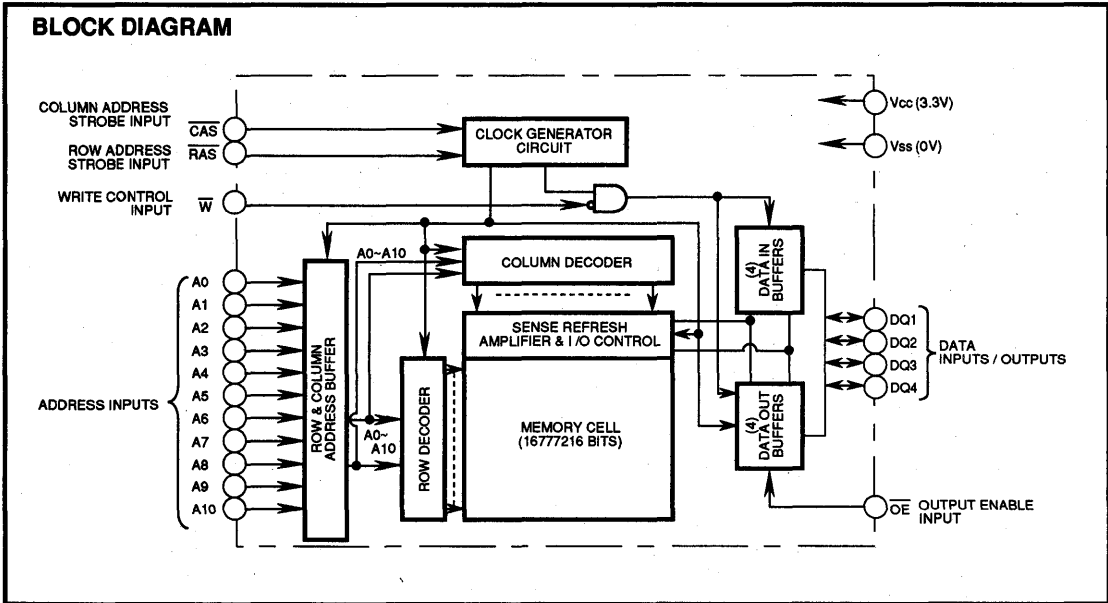 BLOCK DIAGRAM
COLUMN ADDRESS
STROBE INPUT
CAS
ROW ADDRESS
STROBE INPUT
RAS
WRITE CONTROL
INPUT
W
CLOCK GENERATOR
CIRCUIT
Vcc (3.3V)
Vss (0V)
A0~A10
COLUMN DECODER
(4)
DATA IN
BUFFERS
ADDRESS INPUTS
A0
A1
A2
A3
A4
A5
A6
A7
A8
A9
A10
ROW & COLUMN
ADDRESS BUFFER
A0~
A10
ROW DECODER
SENSE REFRESH
AMPLIFIER & I /O CONTROL
MEMORY CELL
(16777216 BITS)
(4)
DATA OUT
BUFFERS
DQ1
DQ2
DQ3
DQ4
DATA
INPUTS / OUTPUTS
OE
OUTPUT ENABLE
INPUT